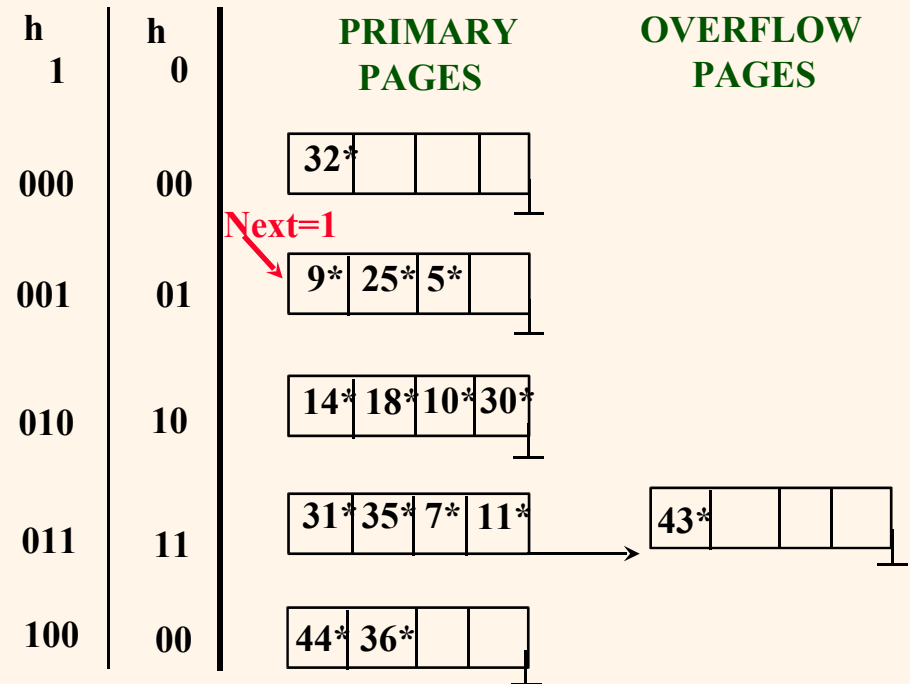 h h PRIMARY OVERFLOW
1 0 PAGES PAGES
32*
000 00
Next=1
9* 25* 5*
001 01
14* 18* 10* 30*
010 10
31* 35* 7* 11* 43*
011 11
100 00 44* 36*